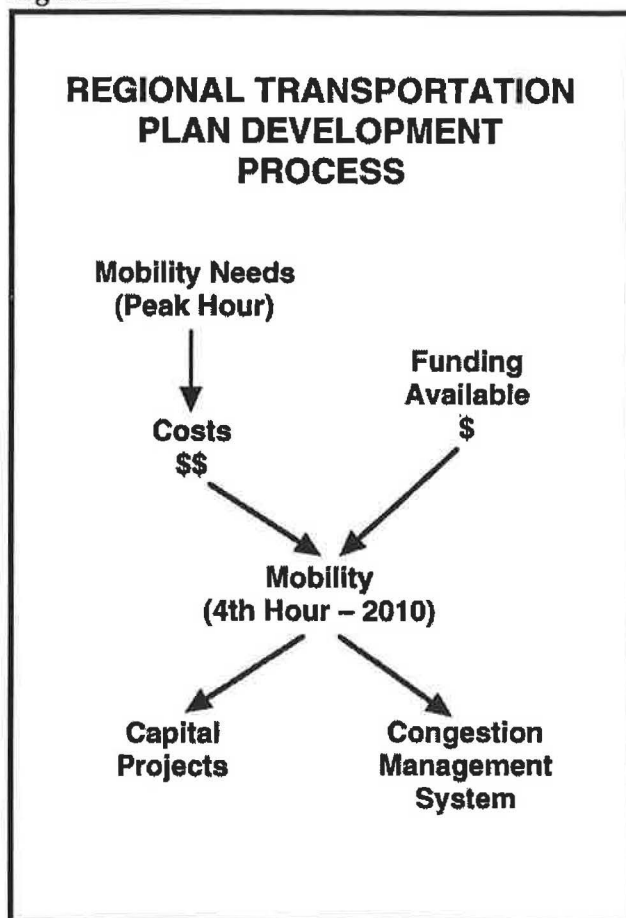 REGIONAL TRANSPORTATION
PLAN DEVELOPMENT
PROCESS
Mobility Needs
(Peak Hour)
Funding
Available
$
Costs
$$
Mobility
(4th Hour – 2010)
Capital
Projects
Congestion
Management
System